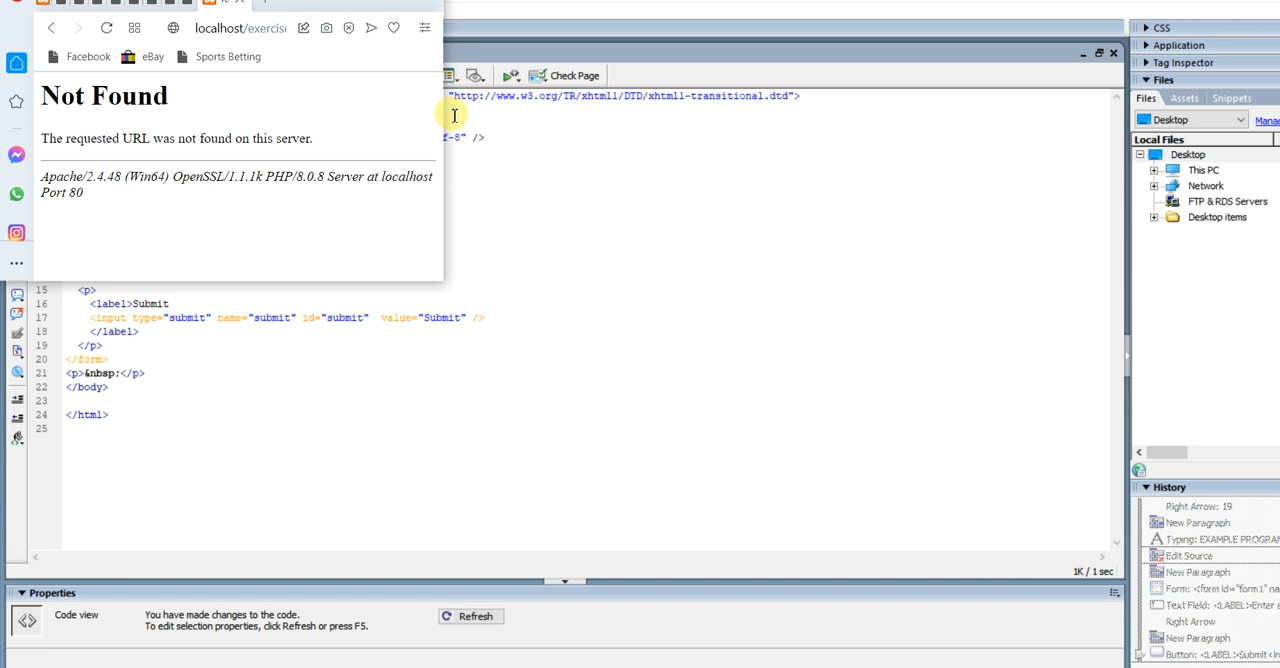 localhost/exercise
Facebook
eBay
Sports Betting
Not Found
The requested URL was not found on this server.
Apache/2.4.48 (Win64) OpenSSL/1.1.1k PHP/8.0.8 Server at localhost
Port 80
Check Page
"http://www.w3.org/TR/xhtml1/DTD/xhtml1-transitional.dtd">
f-8" />
15 <p>
16 <label>Submit
17 <input type="submit" name="submit" id="submit" value="Submit" />
18 </label>
19 </p>
20 </form>
21 <p>&nbsp;</p>
22 </body>
23
24 </html>
25
1K / 1 sec
Properties
Code view
You have made changes to the code.
To edit selection properties, click Refresh or press F5.
Refresh
CSS
Application
Tag Inspector
Files
Files Assets Snippets
Desktop
Local Files
Desktop
This PC
Network
FTP & RDS Servers
Desktop items
History
Right Arrow: 19
New Paragraph
Typing: EXAMPLE PROGRAM
Edit Source
New Paragraph
Form: <form id="form1" na
Text Field: <LABEL>Enter a
Right Arrow
New Paragraph
Button: <LABEL>Submit<in